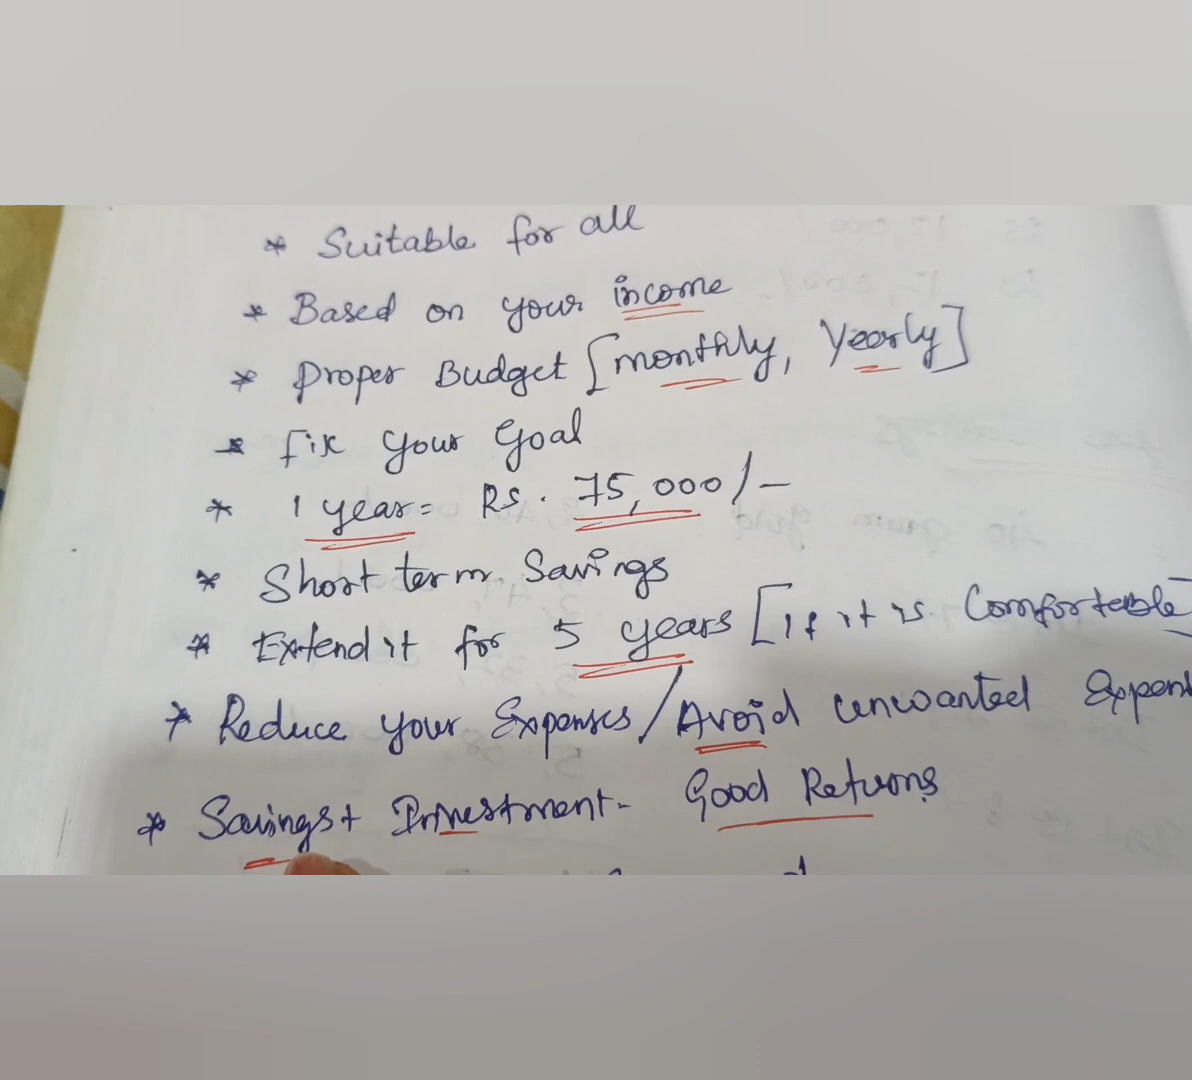 * Suitable for all
* Based on your income
* Proper Budget [monthly, Yearly]
* Fix your Goal
* 1 year = Rs. 75,000/-
* Short term Savings
* Extend it for 5 years [if it is Comfortable]
* Reduce your Expenses / Avoid unwanted Expen
* Savings + Investment - Good Returns